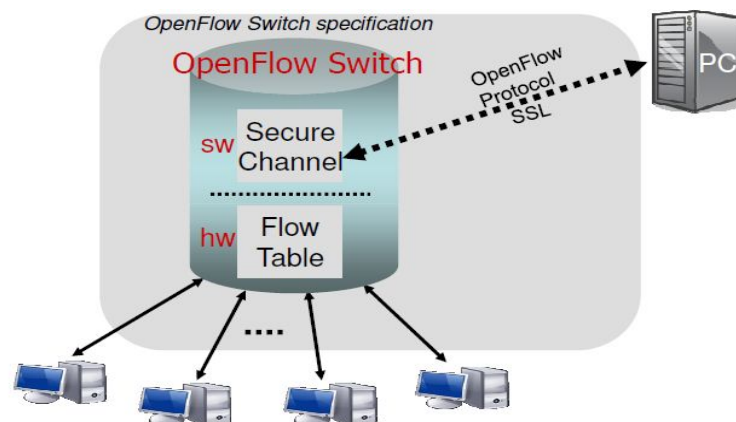 OpenFlow Switch specification
OpenFlow Switch
PC
OpenFlow
Protocol
SSL
sw
Secure
Channel
hw
Flow
Table